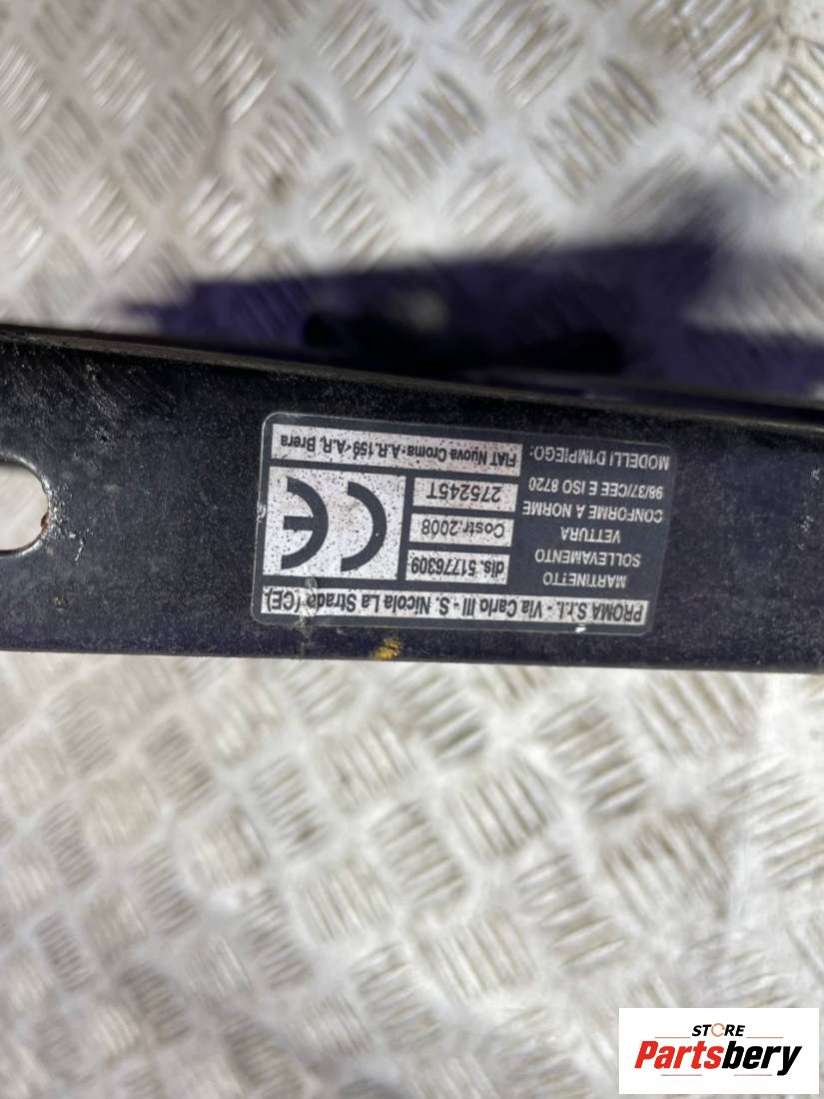 PROMA S.r.l. - Via Carlo III - S. Nicola La Strada (CE)
MARTINETTO
SOLLEVAMENTO
VETTURA
CONFORME A NORME
98/37/CEE E ISO 8720
MODELLI D'IMPIEGO:
dis. 51776309
Costr.2008
275245T
CE
FIAT Nuova Croma-A.R.159-A.R. Brera
STORE
Partsbery